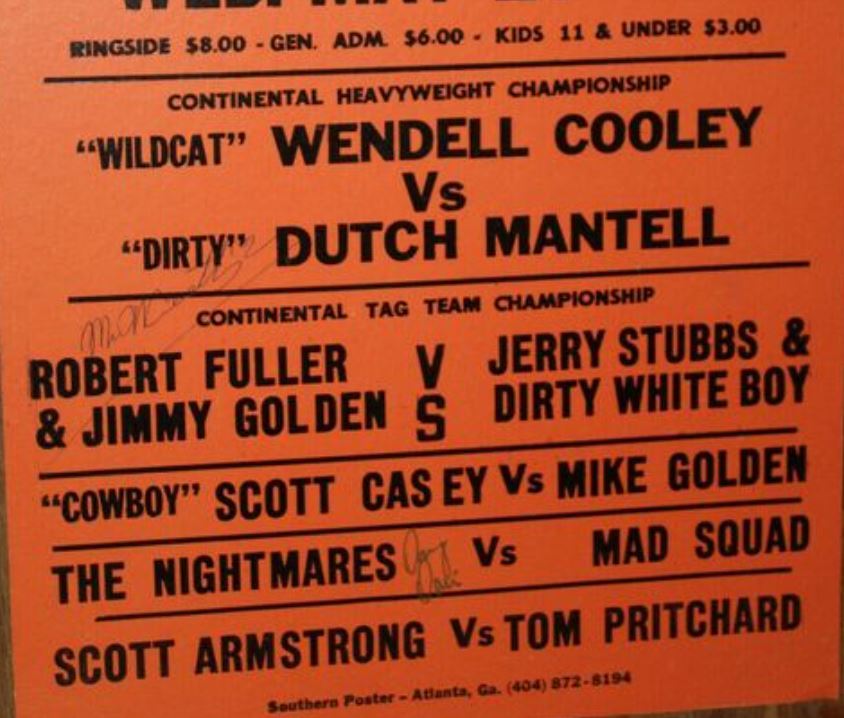 RINGSIDE $8.00 - GEN. ADM. $6.00 - KIDS 11 & UNDER $3.00
CONTINENTAL HEAVYWEIGHT CHAMPIONSHIP
"WILDCAT" WENDELL COOLEY
Vs
"DIRTY" DUTCH MANTELL
CONTINENTAL TAG TEAM CHAMPIONSHIP
ROBERT FULLER
& JIMMY GOLDEN
VS
JERRY STUBBS &
DIRTY WHITE BOY
"COWBOY" SCOTT CASEY Vs MIKE GOLDEN
THE NIGHTMARES Vs MAD SQUAD
SCOTT ARMSTRONG Vs TOM PRITCHARD
Southern Poster - Atlanta, Ga. (404) 872-8194